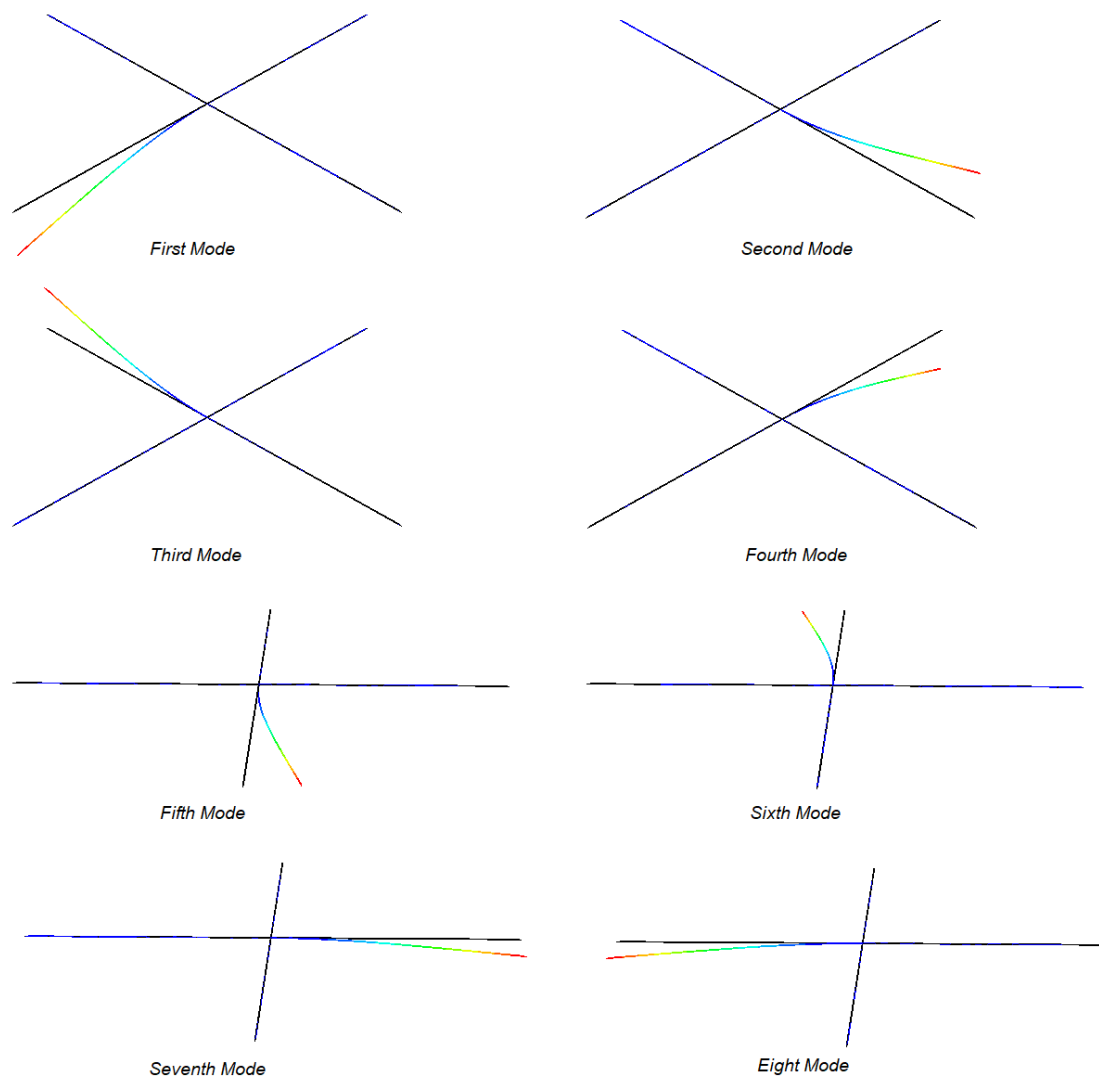 First Mode
Second Mode
Third Mode
Fourth Mode
Fifth Mode
Sixth Mode
Seventh Mode
Eight Mode